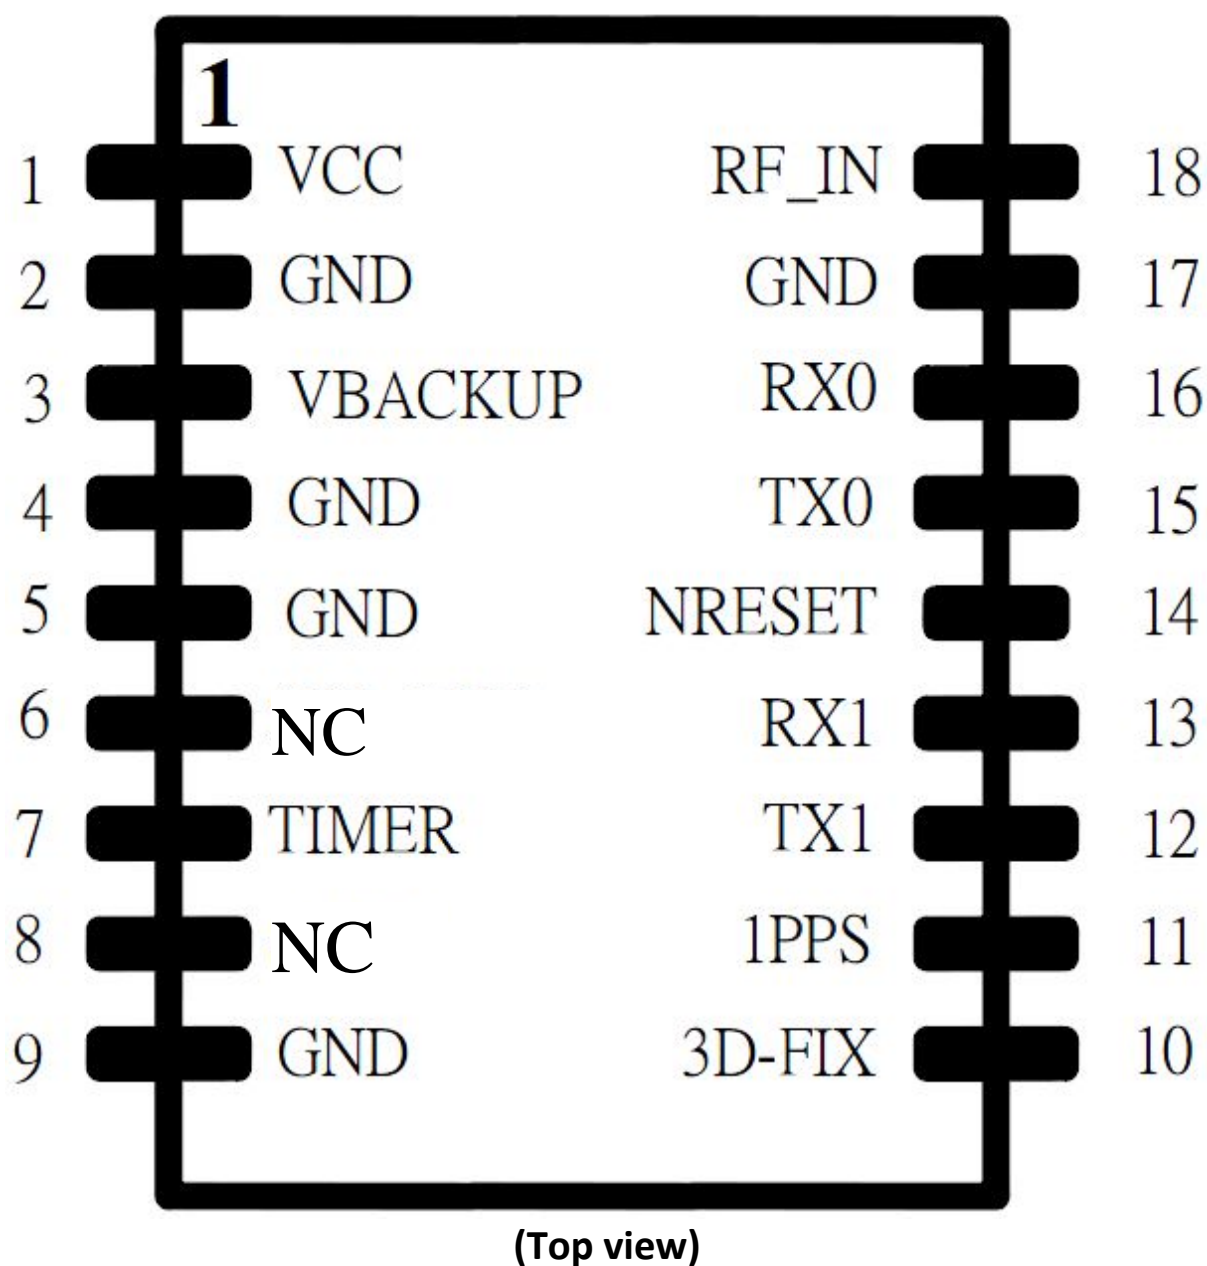 1
1 VCC RF_IN 18
2 GND GND 17
3 VBACKUP RX0 16
4 GND TX0 15
5 GND NRESET 14
6 NC RX1 13
7 TIMER TX1 12
8 NC 1PPS 11
9 GND 3D-FIX 10
(Top view)